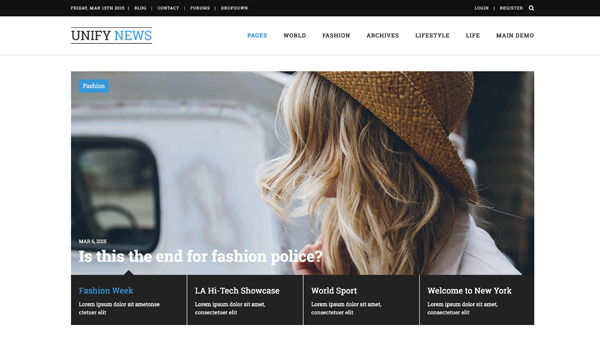 FRIDAY, MAR 13TH 2015 | BLOG | CONTACT | FORUMS | DROPDOWN
LOGIN | REGISTER
UNIFY NEWS
PAGES WORLD FASHION ARCHIVES LIFESTYLE LIFE MAIN DEMO
Fashion
MAR 6, 2015
Is this the end for fashion police?
Fashion Week
Lorem ipsum dolor sit ametonse
ctetuer elit
LA Hi-Tech Showcase
Lorem ipsum dolor sit amet,
consectetuer elit
World Sport
Lorem ipsum dolor sit amet,
consectetuer elit
Welcome to New York
Lorem ipsum dolor sit amet,
consectetuer elit